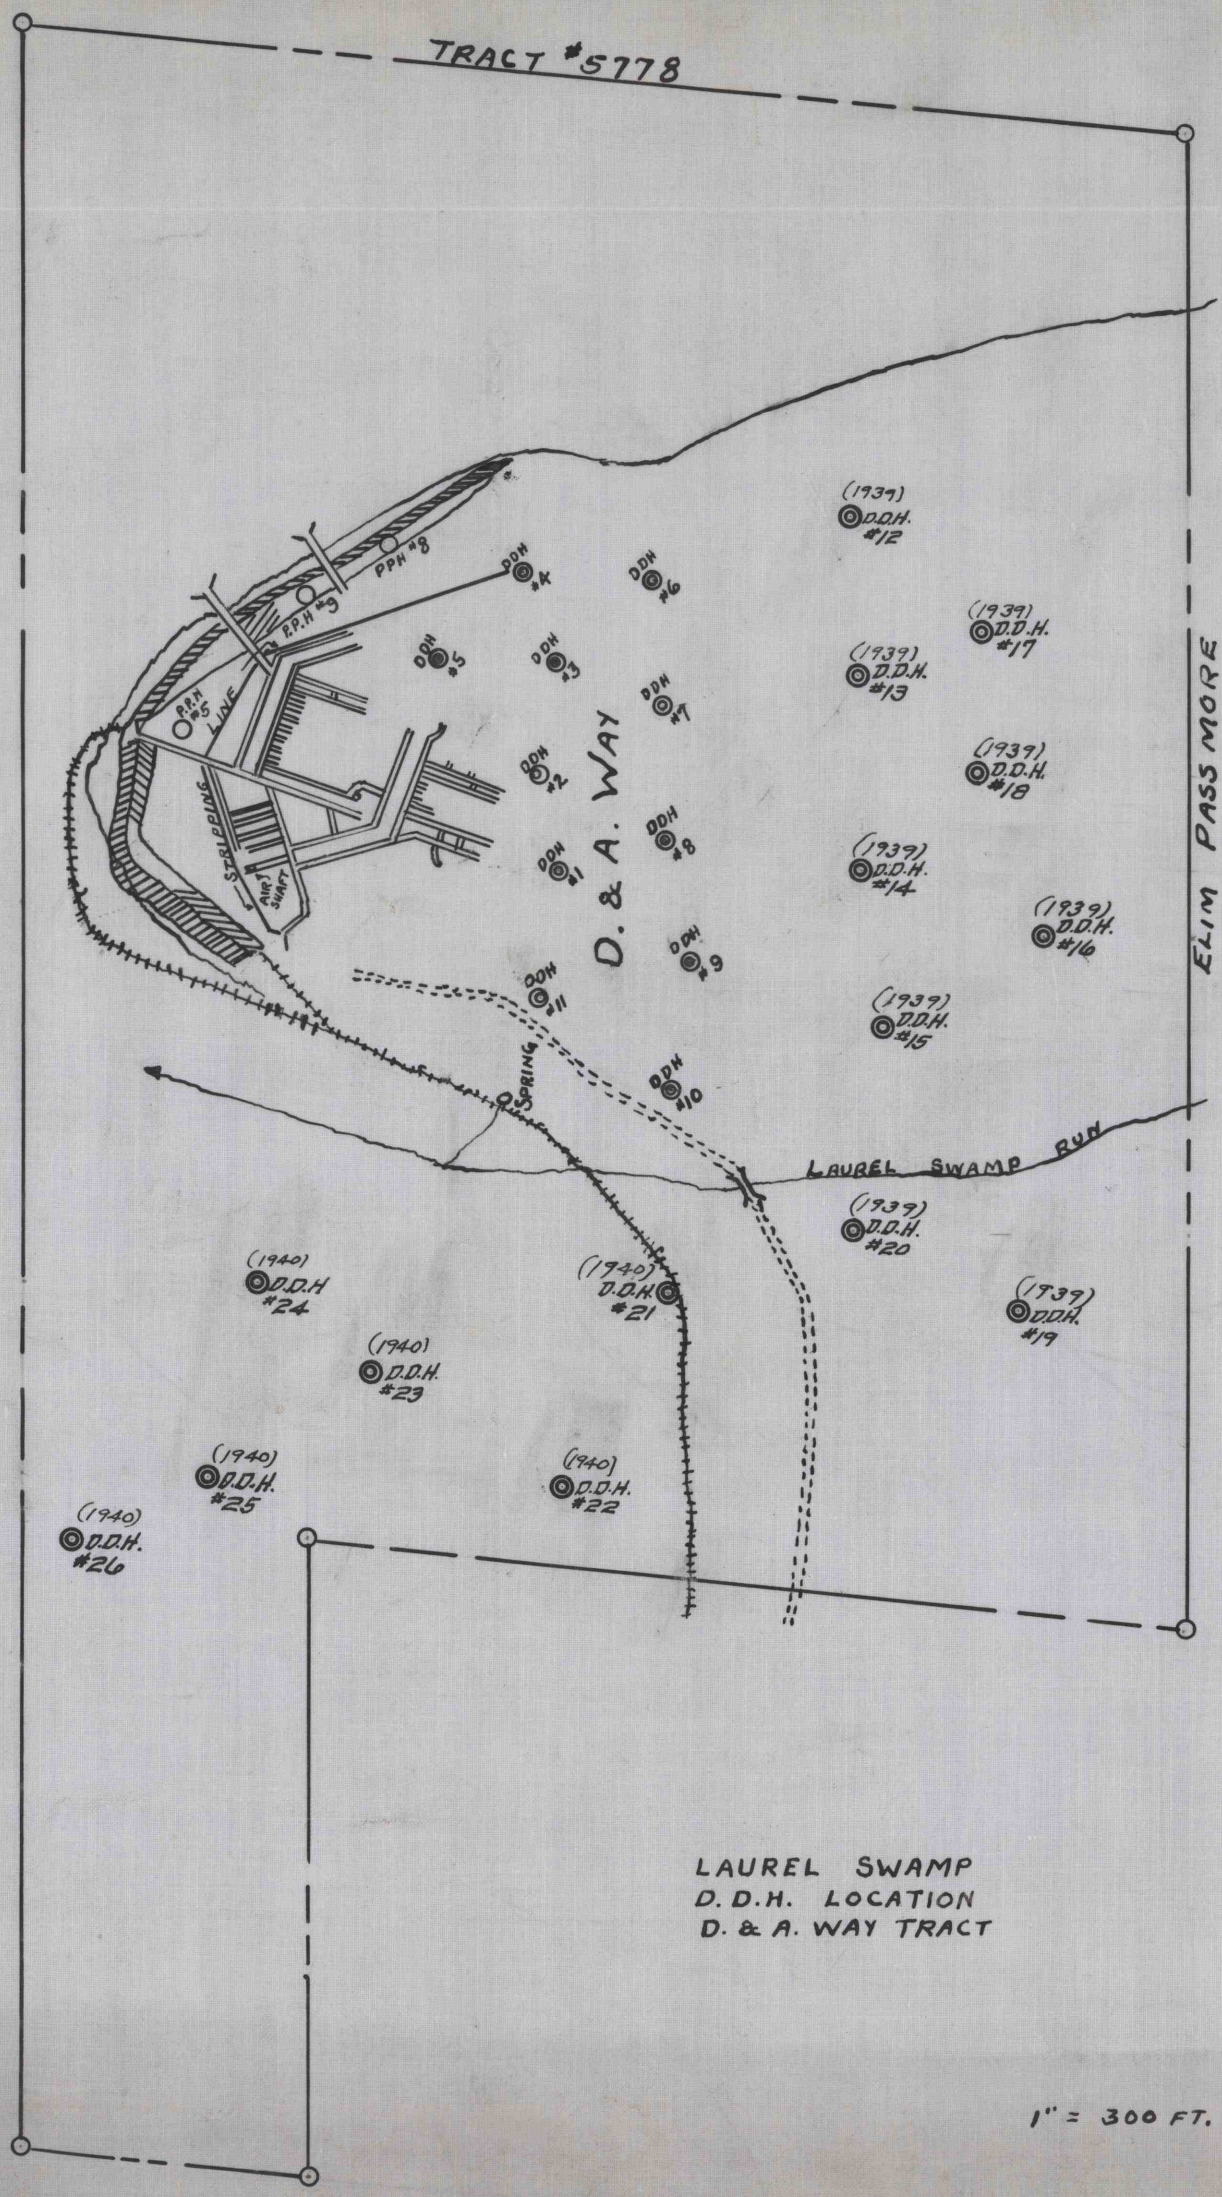 TRACT #5778
(1939)
D.D.H.
#12
PPH #8
DDH
#4
DDH
#6
P.P.H #9
(1939)
D.D.H.
#17
DDH
#5
DDH
#3
(1939)
D.D.H.
#13
DDH
#7
P.P.H
#5
LINE
ELIM PASSMORE
D. & A. WAY
DDH
#2
(1939)
D.D.H.
#18
STRIPPING
DDH
#8
DDH
#1
(1939)
D.D.H.
#14
AIR
SHAFT
(1939)
D.D.H.
#16
DDH
#9
DDH
#11
(1939)
D.D.H.
#15
SPRING
DDH
#10
LAUREL SWAMP RUN
(1939)
D.D.H.
#20
(1940)
D.D.H
#24
(1940)
D.D.H.
#21
(1939)
D.D.H.
#19
(1940)
D.D.H.
#23
(1940)
D.D.H.
#25
(1940)
D.D.H.
#22
(1940)
D.D.H.
#26
LAUREL SWAMP
D.D.H. LOCATION
D. & A. WAY TRACT
1" = 300 FT.